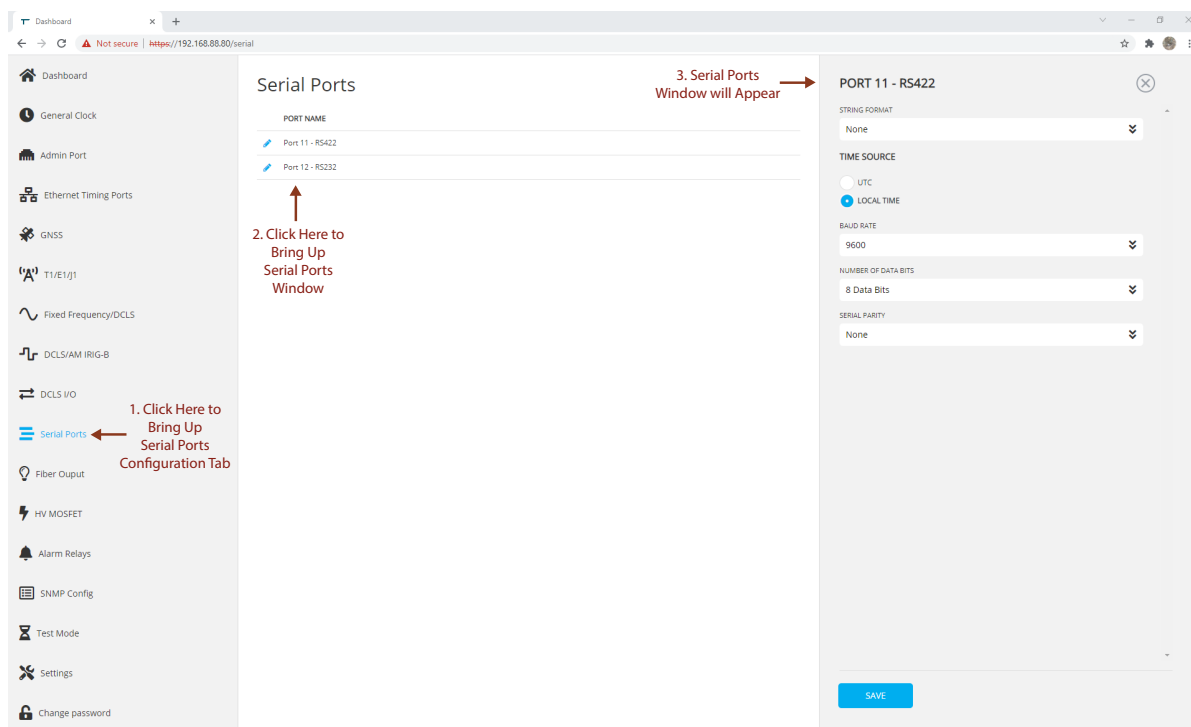 Dashboard
Not secure | https://192.168.88.80/serial
Dashboard
General Clock
Admin Port
Ethernet Timing Ports
GNSS
T1/E1/J1
Fixed Frequency/DCLS
DCLS/AM IRIG-B
DCLS I/O
Serial Ports
Fiber Ouput
HV MOSFET
Alarm Relays
SNMP Config
Test Mode
Settings
Change password
1. Click Here to
Bring Up
Serial Ports
Configuration Tab
Serial Ports
PORT NAME
Port 11 - RS422
Port 12 - RS232
2. Click Here to
Bring Up
Serial Ports
Window
3. Serial Ports
Window will Appear
PORT 11 - RS422
STRING FORMAT
None
TIME SOURCE
UTC
LOCAL TIME
BAUD RATE
9600
NUMBER OF DATA BITS
8 Data Bits
SERIAL PARITY
None
SAVE